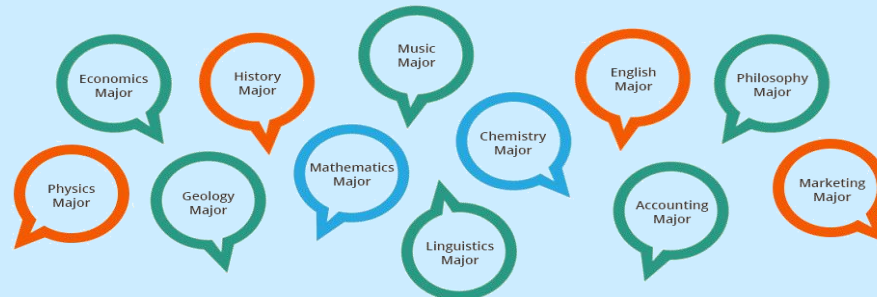 Economics
Major
History
Major
Music
Major
English
Major
Philosophy
Major
Physics
Major
Geology
Major
Mathematics
Major
Chemistry
Major
Linguistics
Major
Accounting
Major
Marketing
Major